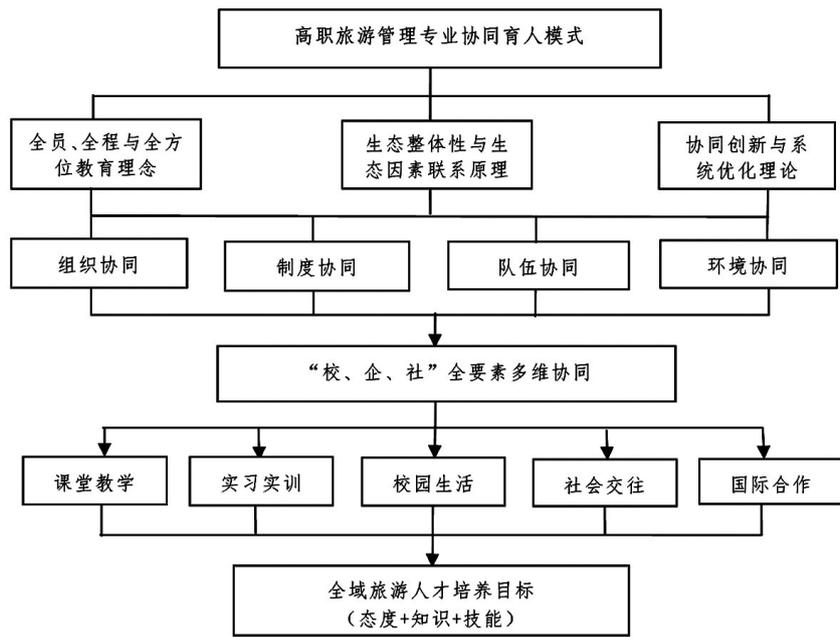 高职旅游管理专业协同育人模式
全员、全程与全方
位教育理念
生态整体性与生
态因素联系原理
协同创新与系
统优化理论
组织协同
制度协同
队伍协同
环境协同
“校、企、社”全要素多维协同
课堂教学
实习实训
校园生活
社会交往
国际合作
全域旅游人才培养目标
(态度+知识+技能)